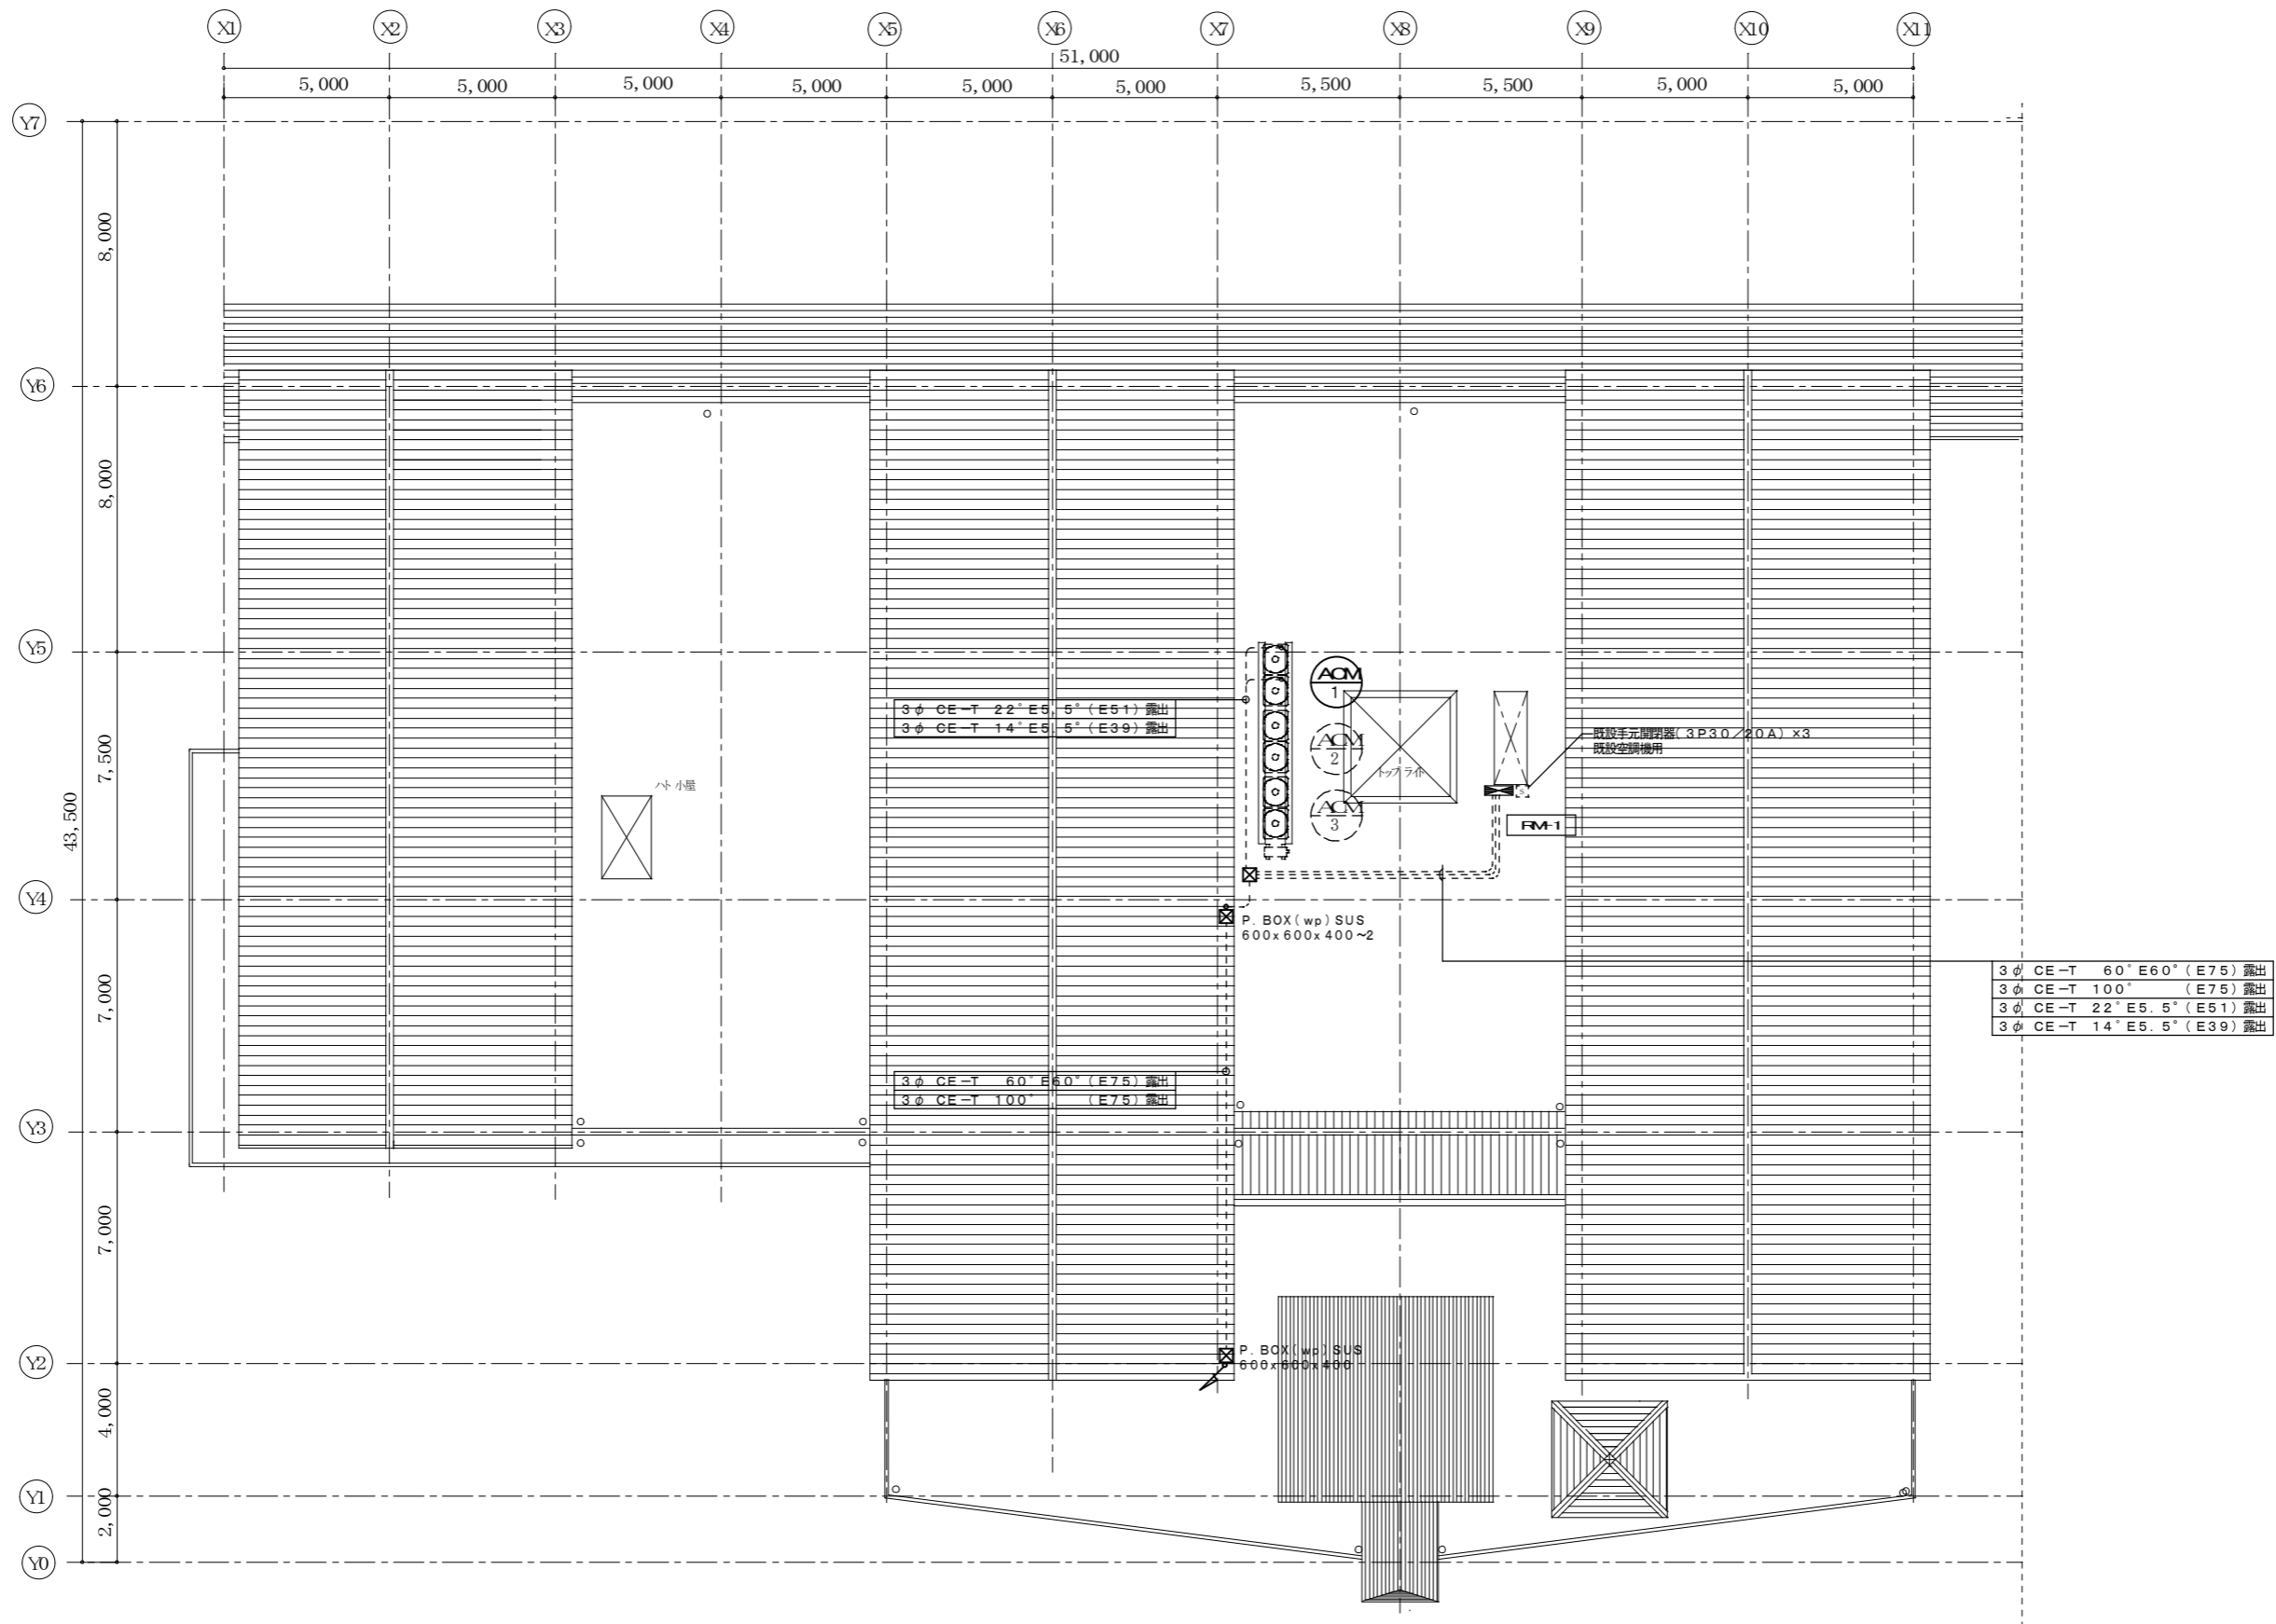 X1 X2 X3 X4 X5 X6 X7 X8 X9 X10 X11
51,000
5,000 5,000 5,000 5,000 5,000 5,000 5,500 5,500 5,000 5,000
Y7
8,000
Y6
8,000
Y5
ACM
1
3φ CE-T 22°E5.5°(E51)露出
3φ CE-T 14°E5.5°(E39)露出
既設手元開閉器(3P30/20A)×3
既設空調機用
ACM
2
7,500
トップライト
ハト小屋
S
43,500
ACM
3
RM-1
Y4
P.BOX(wp)SUS
600x600x400~2
3φ CE-T 60°E60°(E75)露出
3φ CE-T 100° (E75)露出
3φ CE-T 22°E5.5°(E51)露出
3φ CE-T 14°E5.5°(E39)露出
7,000
3φ CE-T 60°E60°(E75)露出
3φ CE-T 100° (E75)露出
Y3
7,000
P.BOX(wp)SUS
600x600x400
Y2
4,000
Y1
2,000
Y0